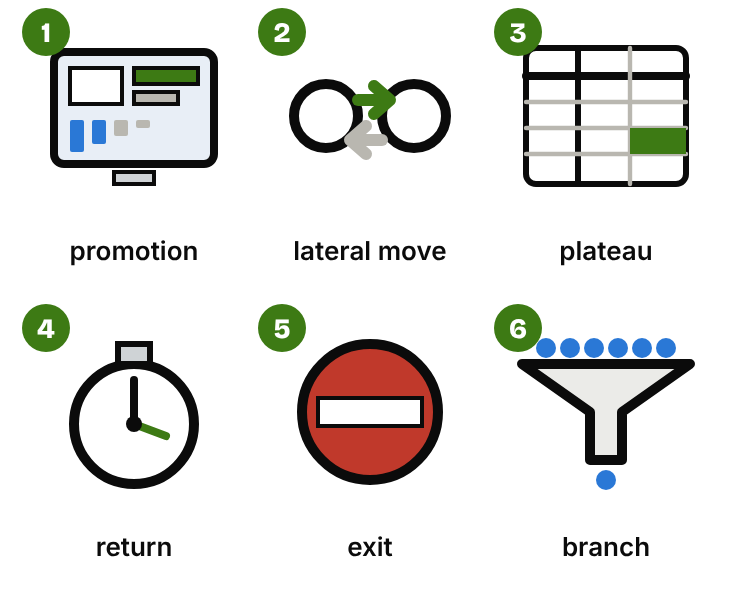 1
2
3
promotion
lateral move
plateau
4
5
6
return
exit
branch